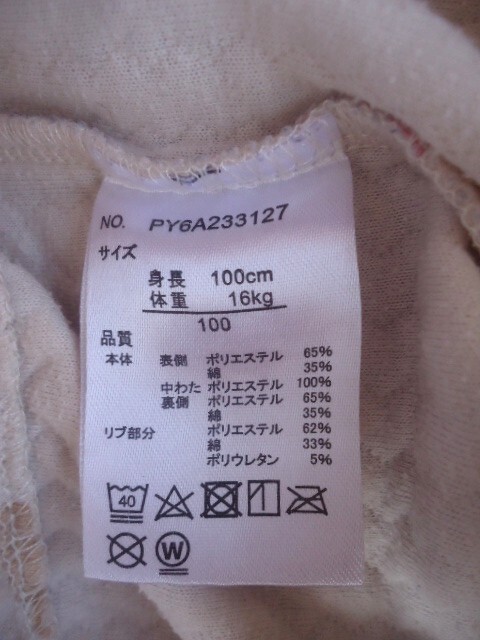 NO. PY6A233127
サイズ
身長 100cm
体重 16kg
100
品質
本体 表側 ポリエステル 65%
綿 35%
中わた ポリエステル 100%
裏側 ポリエステル 65%
綿 35%
リブ部分 ポリエステル 62%
綿 33%
ポリウレタン 5%
40
W